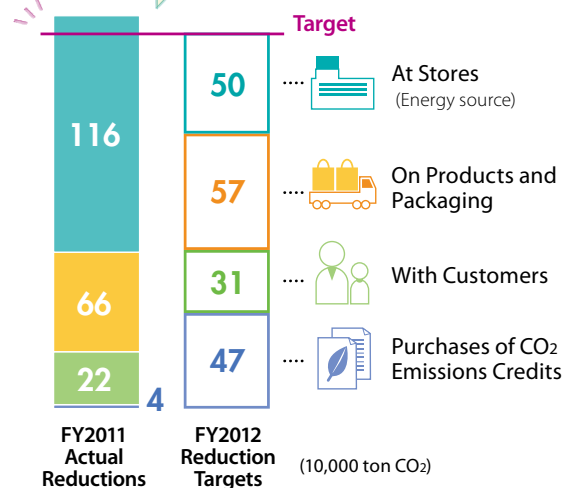 Target
116
66
22
4
50
57
31
47
At Stores
(Energy source)
On Products and
Packaging
With Customers
Purchases of CO2
Emissions Credits
FY2011
Actual
Reductions
FY2012
Reduction
Targets
(10,000 ton CO2)